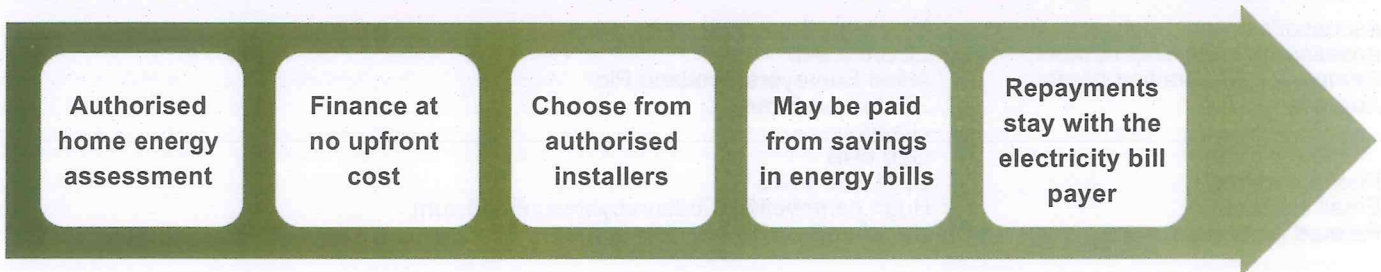 Authorised
home energy
assessment
Finance at
no upfront
cost
Choose from
authorised
installers
May be paid
from savings
in energy bills
Repayments
stay with the
electricity bill
payer